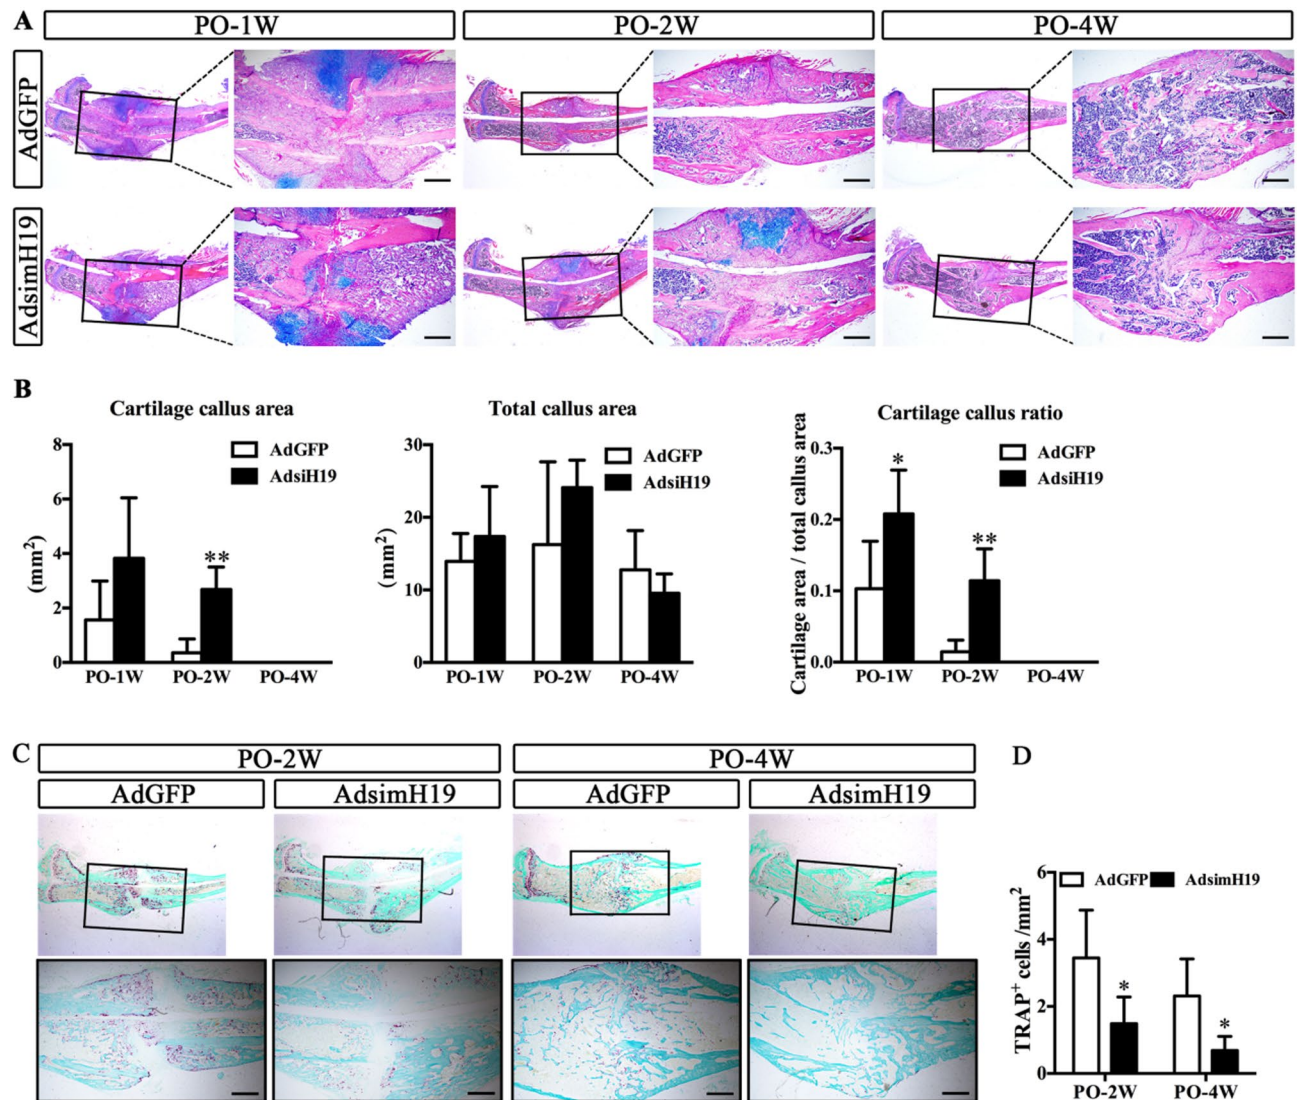 A
PO-1W
PO-2W
PO-4W
AdGFP
AdsimH19
B
Cartilage callus area
8
6
4
2
0
(mm²)
AdGFP
AdsiH19
**
PO-1W
PO-2W
PO-4W
Total callus area
30
20
10
0
(mm²)
AdGFP
AdsiH19
PO-1W
PO-2W
PO-4W
Cartilage callus ratio
0.3
0.2
0.1
0.0
Cartilage area / total callus area
AdGFP
AdsiH19
*
**
PO-1W
PO-2W
PO-4W
C
PO-2W
PO-4W
AdGFP
AdsimH19
AdGFP
AdsimH19
D
6
4
2
0
TRAP⁺ cells /mm²
AdGFP
AdsimH19
*
*
PO-2W
PO-4W